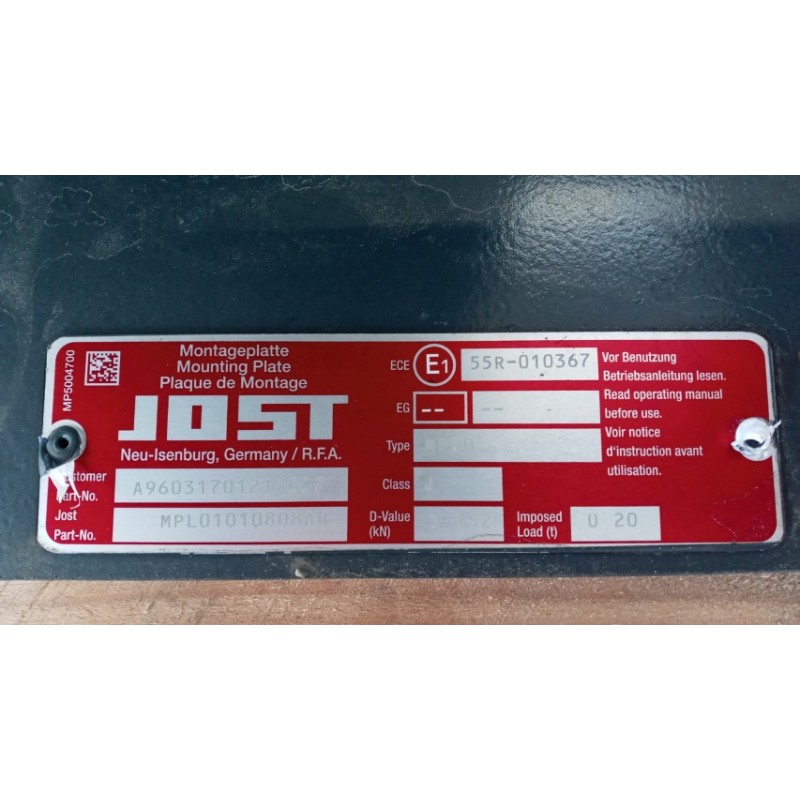 MP5004700
Montageplatte
Mounting Plate
Plaque de Montage
JOST
Neu-Isenburg, Germany / R.F.A.
Customer
Part-No.
Jost
Part-No.
ECE E1 55R-010367
EG -- --
Type
Class
D-Value
(kN)
Imposed
Load (t)
U 20
Vor Benutzung
Betriebsanleitung lesen.
Read operating manual
before use.
Voir notice
d'instruction avant
utilisation.